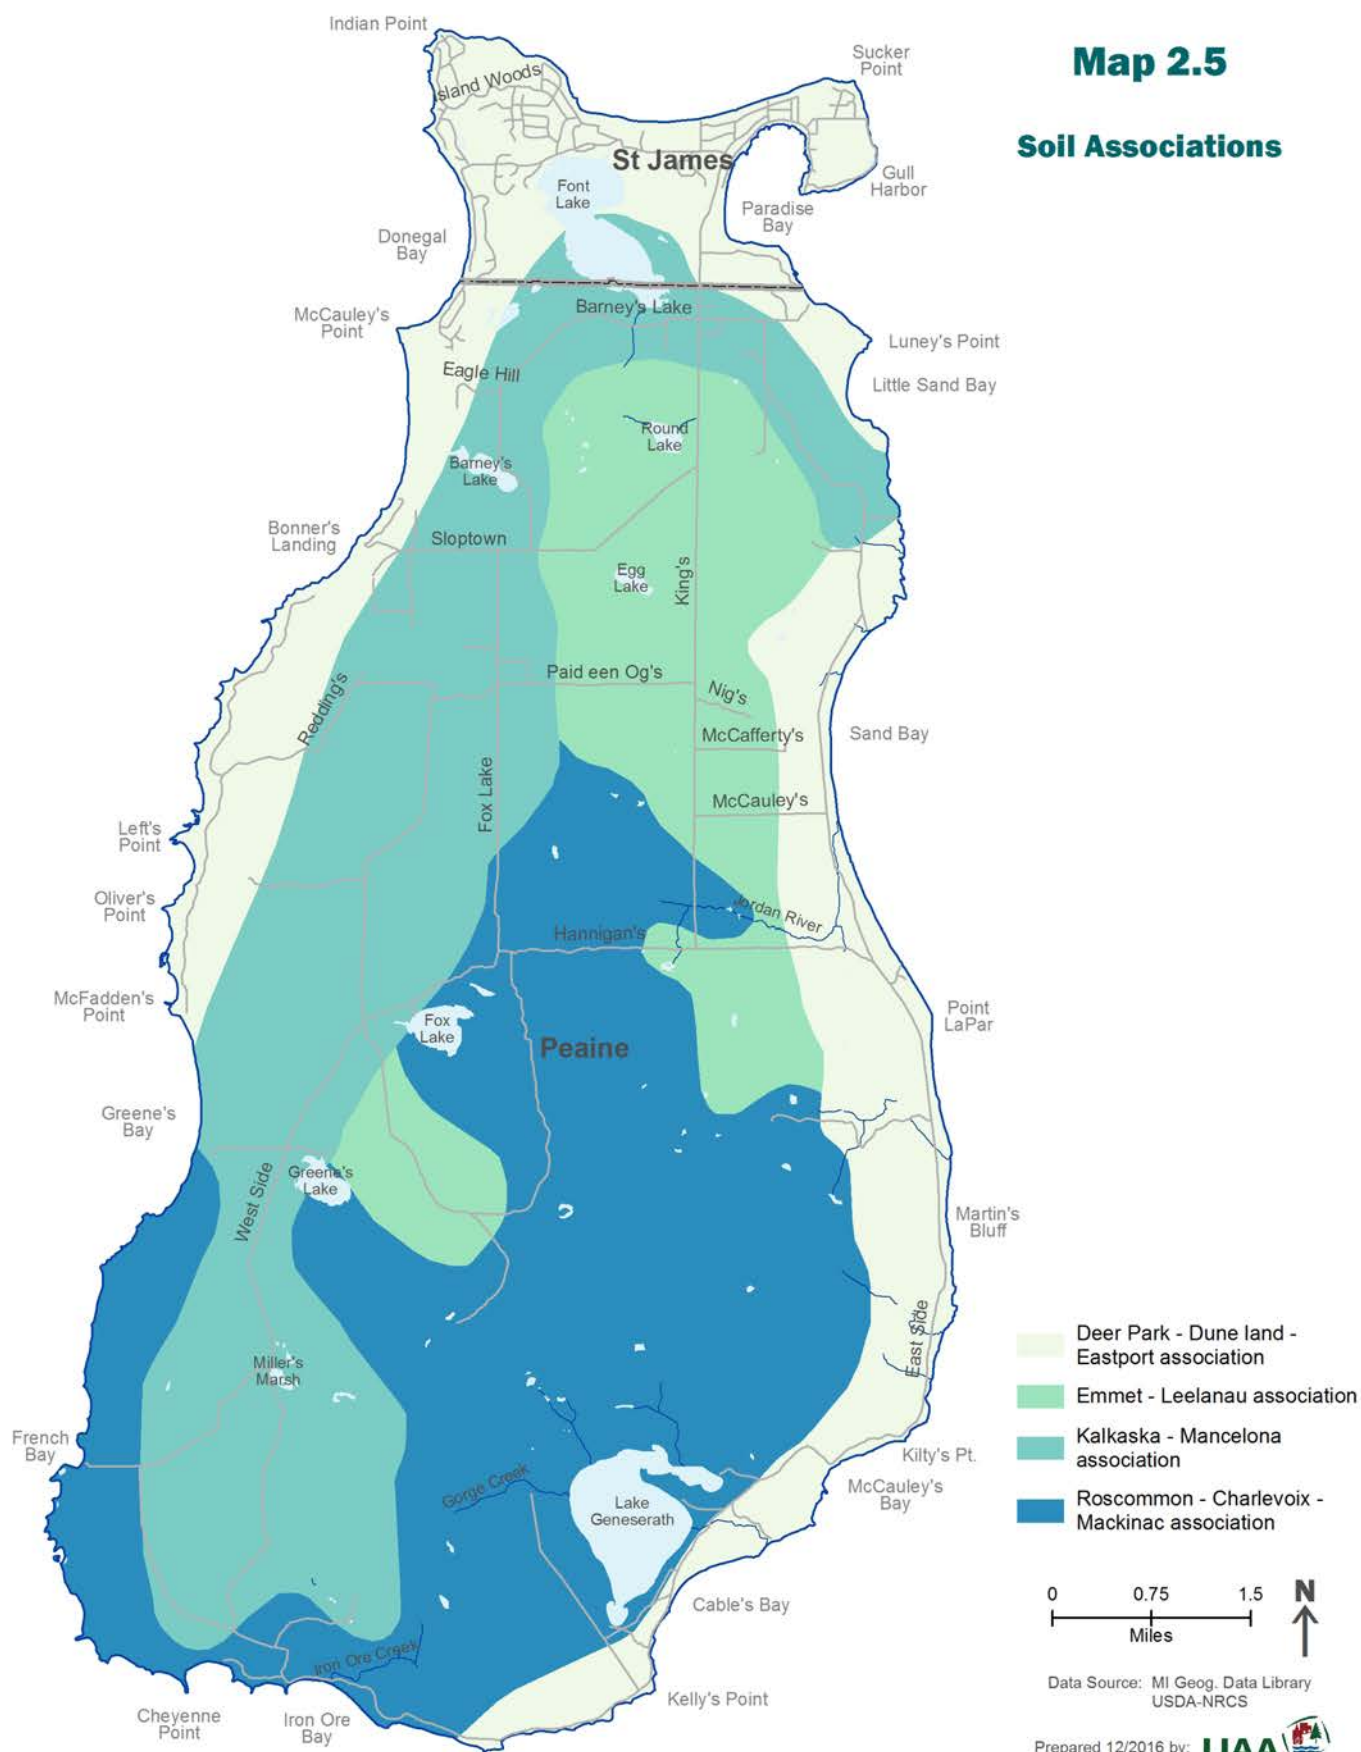 Map 2.5
Soil Associations
Indian Point
Sucker
Point
Island Woods
St James
Gull
Harbor
Font
Lake
Paradise
Bay
Donegal
Bay
McCauley's
Point
Barney's Lake
Luney's Point
Eagle Hill
Little Sand Bay
Round
Lake
Barney's
Lake
Bonner's
Landing
Sloptown
Egg
Lake
King's
Paid een Og's
Nig's
Redding's
McCafferty's
Sand Bay
Fox Lake
McCauley's
Left's
Point
Oliver's
Point
Jordan River
Hannigan's
McFadden's
Point
Point
LaPar
Fox
Lake
Peaine
Greene's
Bay
Greene's
Lake
West Side
Martin's
Bluff
East Side
Miller's
Marsh
French
Bay
Kilty's Pt.
McCauley's
Bay
Gorge Creek
Lake
Geneserath
Cable's Bay
Iron Ore Creek
Kelly's Point
Cheyenne
Point
Iron Ore
Bay
Deer Park - Dune land -
Eastport association
Emmet - Leelanau association
Kalkaska - Mancelona
association
Roscommon - Charlevoix -
Mackinac association
0 0.75 1.5
Miles
N
Data Source: MI Geog. Data Library
USDA-NRCS
Prepared 12/2016 by: UAA